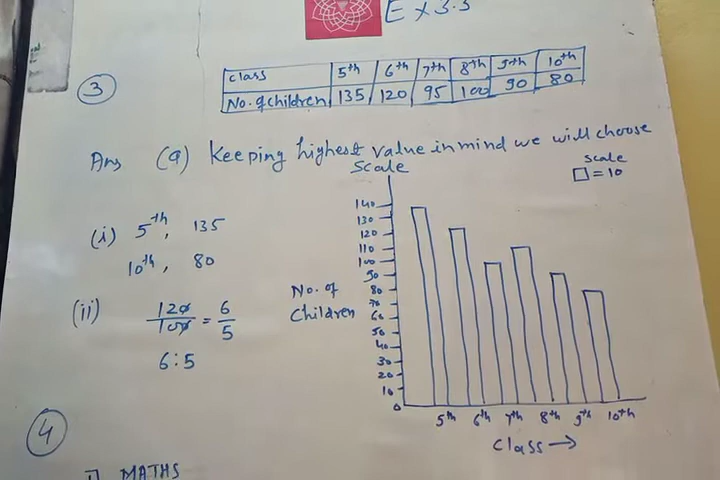 Ex 3.3
3
class 5th 6th 7th 8th 9th 10th
No. of children 135 120 95 100 90 80
Ans (a) Keeping highest value in mind we will choose
scale
scale
□ = 10
(i) 5th, 135
10th, 80
(ii) 120/100 = 6/5
6:5
No. of
children
140
130
120
110
100
90
80
70
60
50
40
30
20
10
0
5th 6th 7th 8th 9th 10th
class →
4
i) MATHS